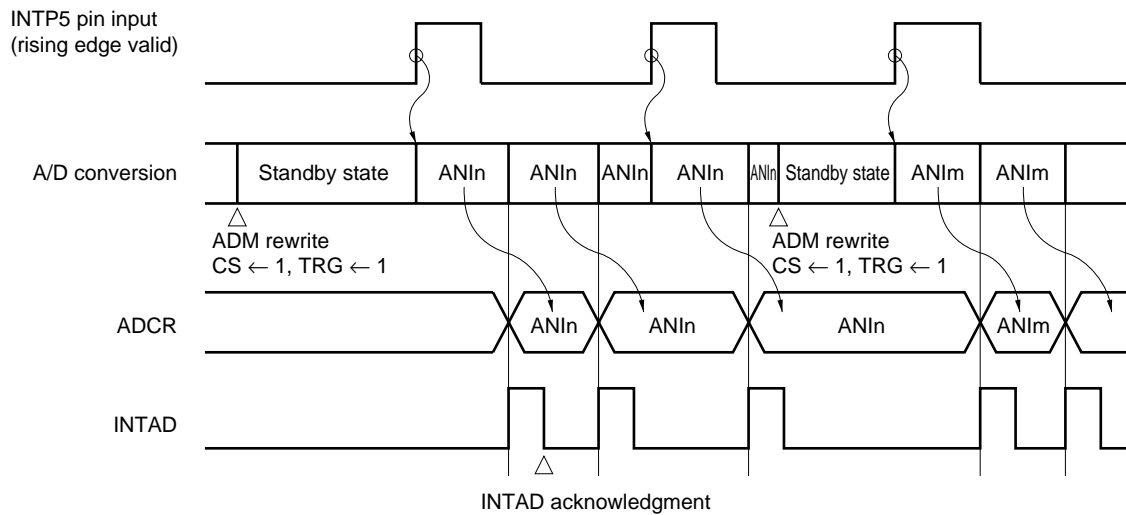 INTP5 pin input
(rising edge valid)
A/D conversion
Standby state
ANIn
ANIn
ANIn
ANIn
ANIn
Standby state
ANIm
ANIm
ADM rewrite
CS ← 1, TRG ← 1
ADM rewrite
CS ← 1, TRG ← 1
ADCR
ANIn
ANIn
ANIn
ANIm
INTAD
INTAD acknowledgment